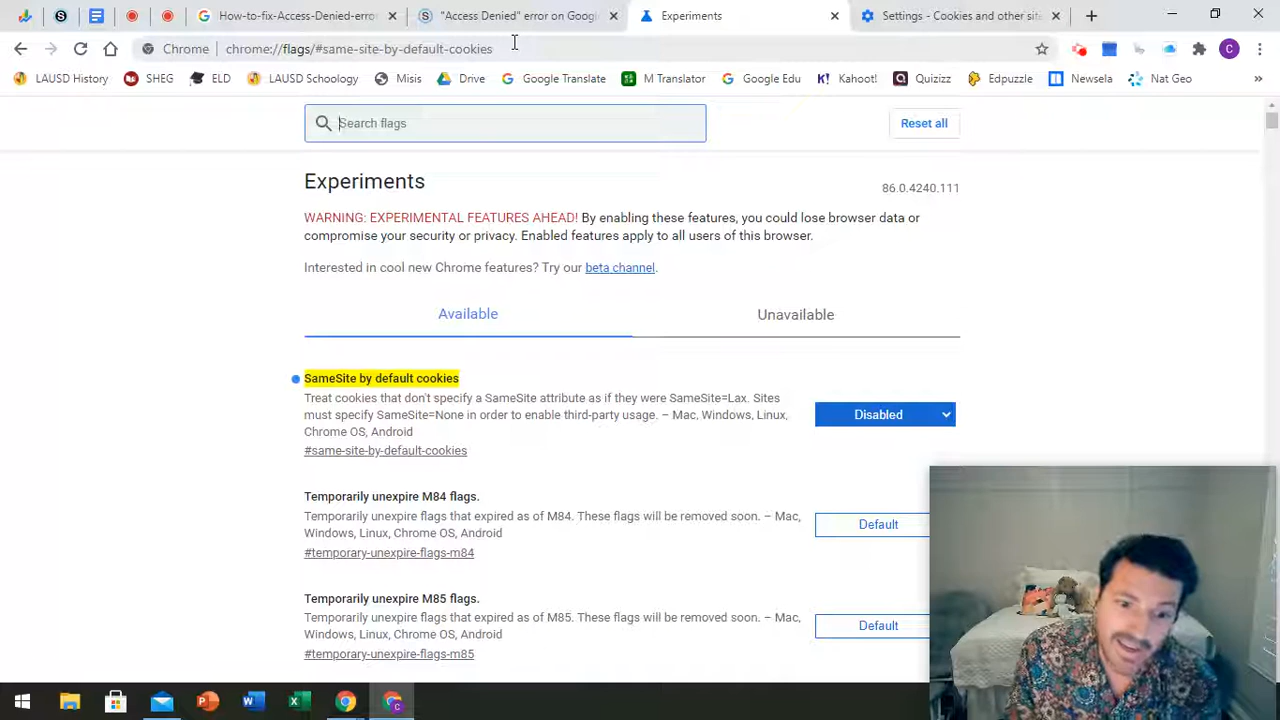 How-to-fix-Access-Denied-error
"Access Denied" error on Googl
Experiments
Settings - Cookies and other sit
Chrome
chrome://flags/#same-site-by-default-cookies
LAUSD History
SHEG
ELD
LAUSD Schoology
Misis
Drive
Google Translate
M Translator
Google Edu
Kahoot!
Quizizz
Edpuzzle
Newsela
Nat Geo
Search flags
Reset all
Experiments
86.0.4240.111
WARNING: EXPERIMENTAL FEATURES AHEAD! By enabling these features, you could lose browser data or
compromise your security or privacy. Enabled features apply to all users of this browser.
Interested in cool new Chrome features? Try our beta channel.
Available
Unavailable
SameSite by default cookies
Treat cookies that don't specify a SameSite attribute as if they were SameSite=Lax. Sites
must specify SameSite=None in order to enable third-party usage. – Mac, Windows, Linux,
Chrome OS, Android
#same-site-by-default-cookies
Disabled
Temporarily unexpire M84 flags.
Temporarily unexpire flags that expired as of M84. These flags will be removed soon. – Mac,
Windows, Linux, Chrome OS, Android
#temporary-unexpire-flags-m84
Default
Temporarily unexpire M85 flags.
Temporarily unexpire flags that expired as of M85. These flags will be removed soon. – Mac,
Windows, Linux, Chrome OS, Android
#temporary-unexpire-flags-m85
Default